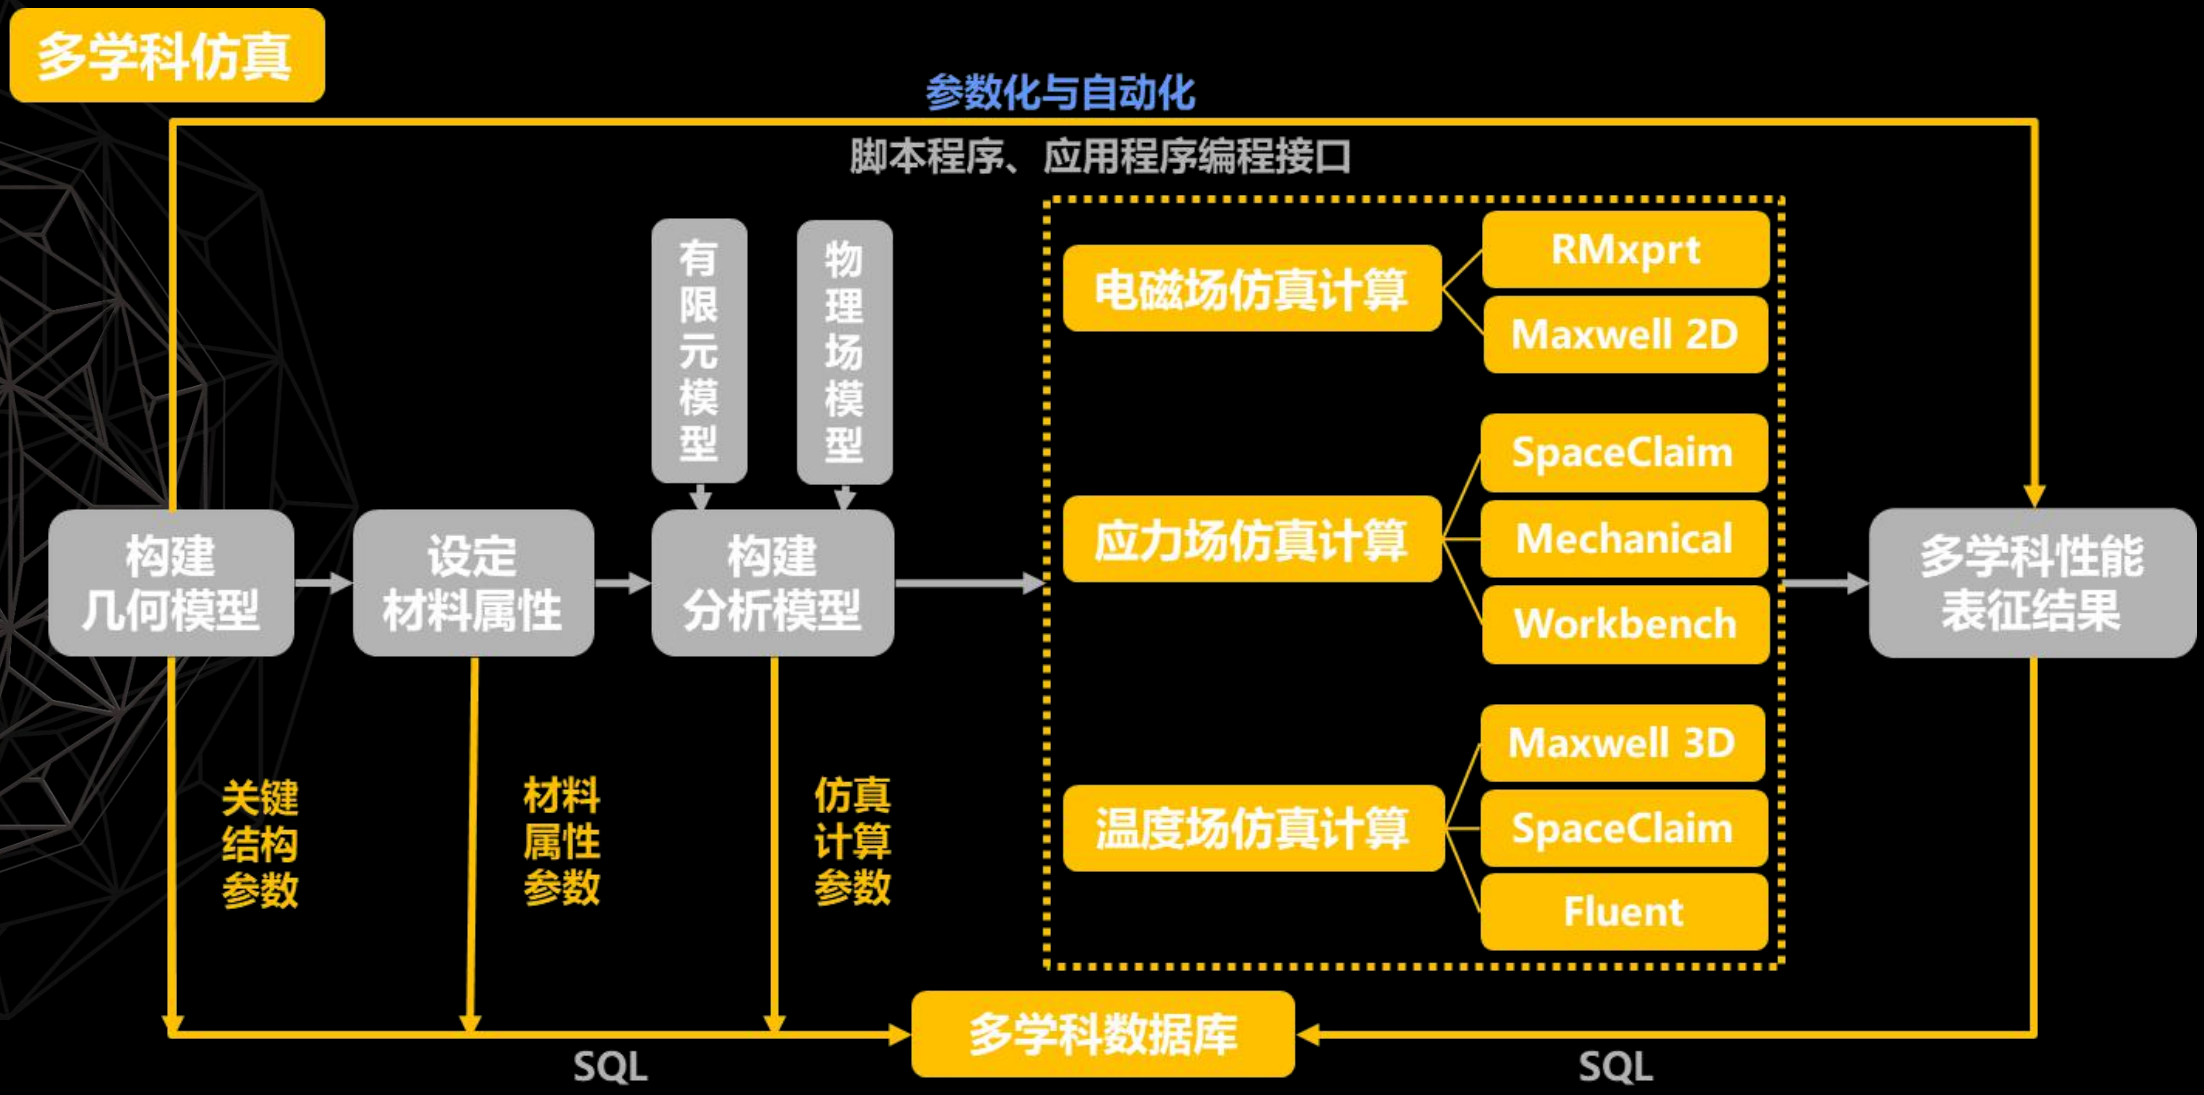 多学科仿真
参数化与自动化
脚本程序、应用程序编程接口
有限元模型
物理场模型
构建
几何模型
设定
材料属性
构建
分析模型
电磁场仿真计算
RMxprt
Maxwell 2D
应力场仿真计算
SpaceClaim
Mechanical
Workbench
温度场仿真计算
Maxwell 3D
SpaceClaim
Fluent
多学科性能
表征结果
关键
结构
参数
材料
属性
参数
仿真
计算
参数
多学科数据库
SQL
SQL